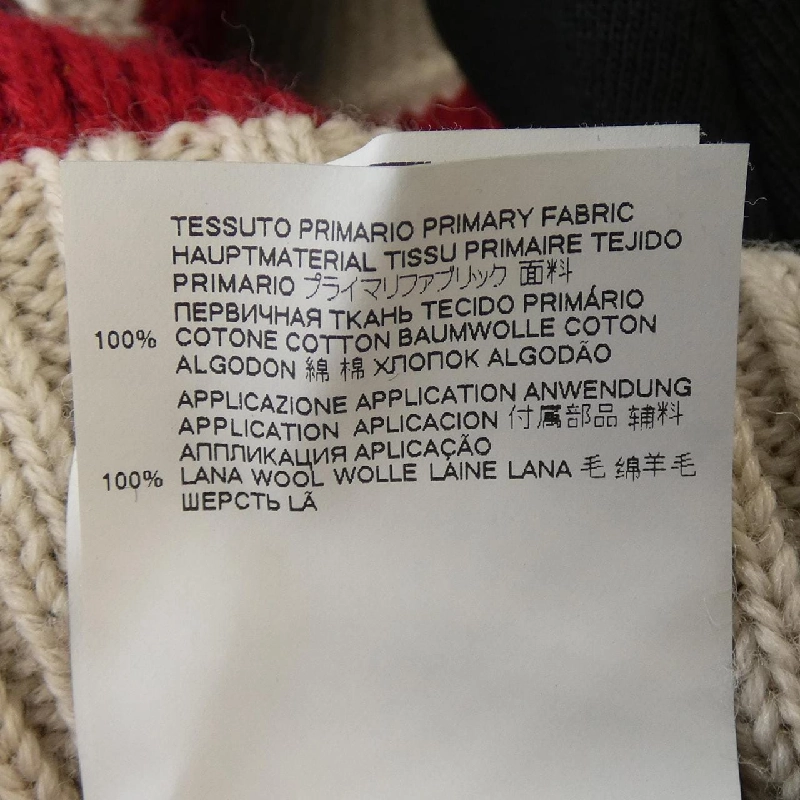 TESSUTO PRIMARIO PRIMARY FABRIC
HAUPTMATERIAL TISSU PRIMAIRE TEJIDO
PRIMARIO プライマリファブリック 面料
ПЕРВИЧНАЯ ТКАНЬ TECIDO PRIMÁRIO
100% COTONE COTTON BAUMWOLLE COTON
ALGODON 綿 棉 ХЛОПОК ALGODÃO
APPLICAZIONE APPLICATION ANWENDUNG
APPLICATION APLICACION 付属部品 辅料
АППЛИКАЦИЯ APLICAÇÃO
100% LANA WOOL WOLLE LAINE LANA 毛 绵羊毛
ШЕРСТЬ LÃ